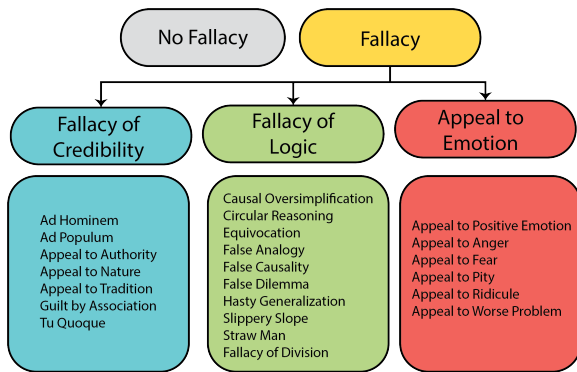 No Fallacy
Fallacy
Fallacy of
Credibility
Fallacy of
Logic
Appeal to
Emotion
Ad Hominem
Ad Populum
Appeal to Authority
Appeal to Nature
Appeal to Tradition
Guilt by Association
Tu Quoque
Causal Oversimplification
Circular Reasoning
Equivocation
False Analogy
False Causality
False Dilemma
Hasty Generalization
Slippery Slope
Straw Man
Fallacy of Division
Appeal to Positive Emotion
Appeal to Anger
Appeal to Fear
Appeal to Pity
Appeal to Ridicule
Appeal to Worse Problem